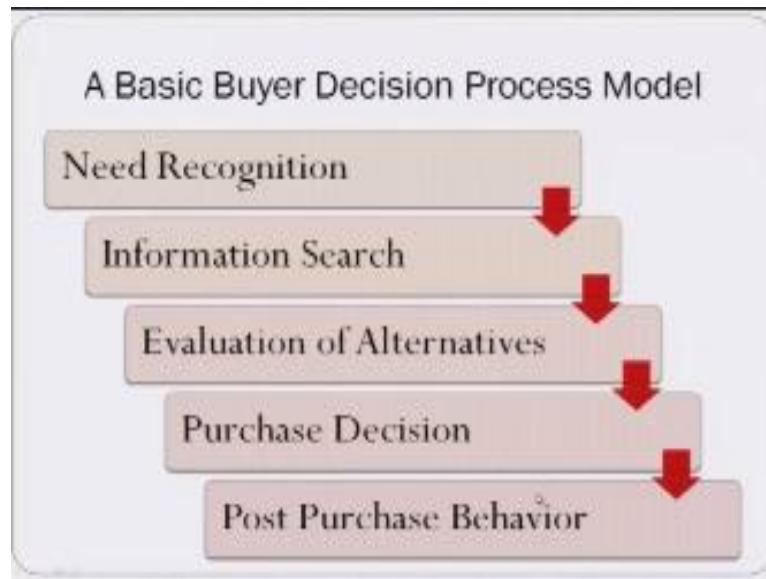 A Basic Buyer Decision Process Model
Need Recognition
Information Search
Evaluation of Alternatives
Purchase Decision
Post Purchase Behavior